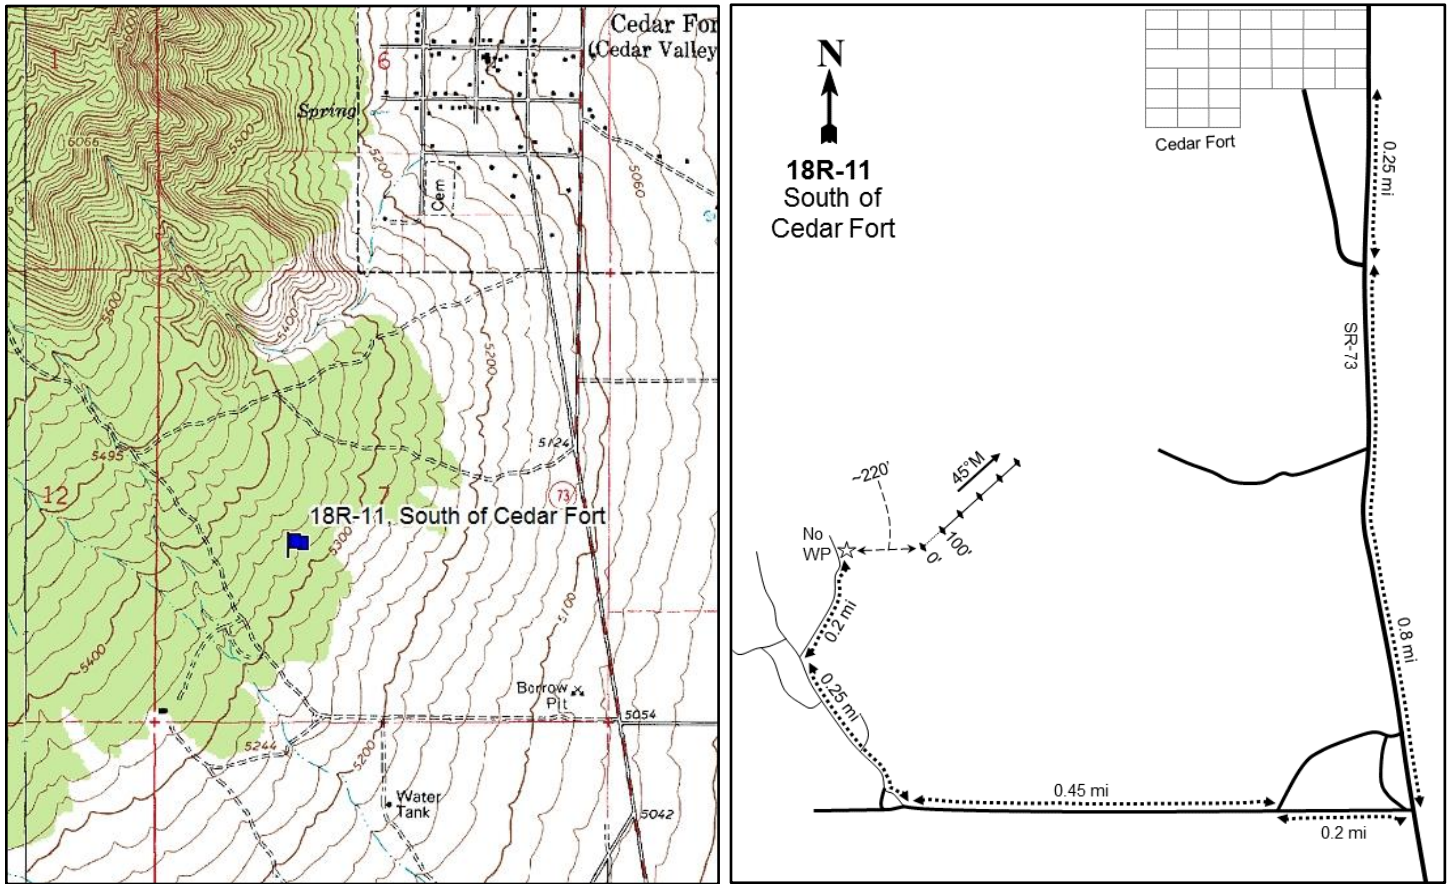 Cedar For
(Cedar Valley
1
6
Spring
6066
5600
5200
Cem
5060
5600
5400
5200
5124
5495
12
7
73
18R-11, South of Cedar Fort
5300
5100
5400
Borrow
Pit
5054
5244
5200
Water
Tank
5042
N
18R-11
South of
Cedar Fort
Cedar Fort
0.25 mi
SR-73
45°M
~220'
No
WP
0'
100'
0.2 mi
0.25 mi
0.8 mi
0.45 mi
0.2 mi